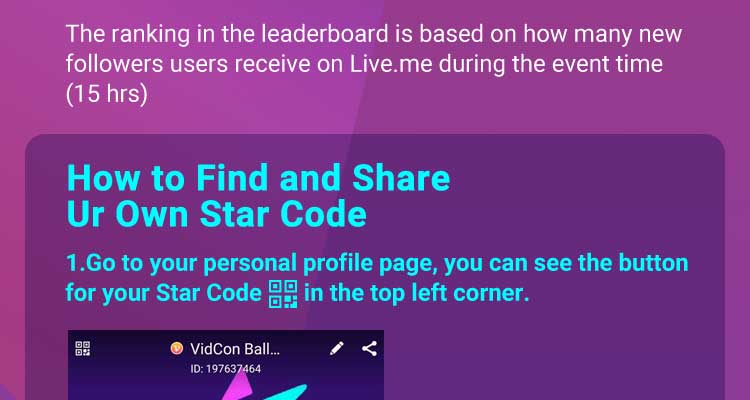 The ranking in the leaderboard is based on how many new
followers users receive on Live.me during the event time
(15 hrs)
How to Find and Share
Ur Own Star Code
1.Go to your personal profile page, you can see the button
for your Star Code in the top left corner.
VidCon Ball...
ID: 197637464